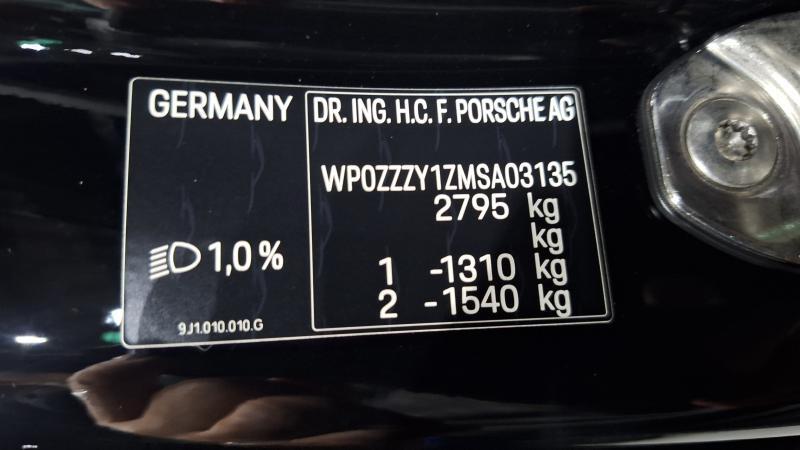 GERMANY
DR. ING. H.C. F. PORSCHE AG
WP0ZZZY1ZMSA03135
2795 kg
kg
1 -1310 kg
2 -1540 kg
1,0 %
9J1.010.010.G